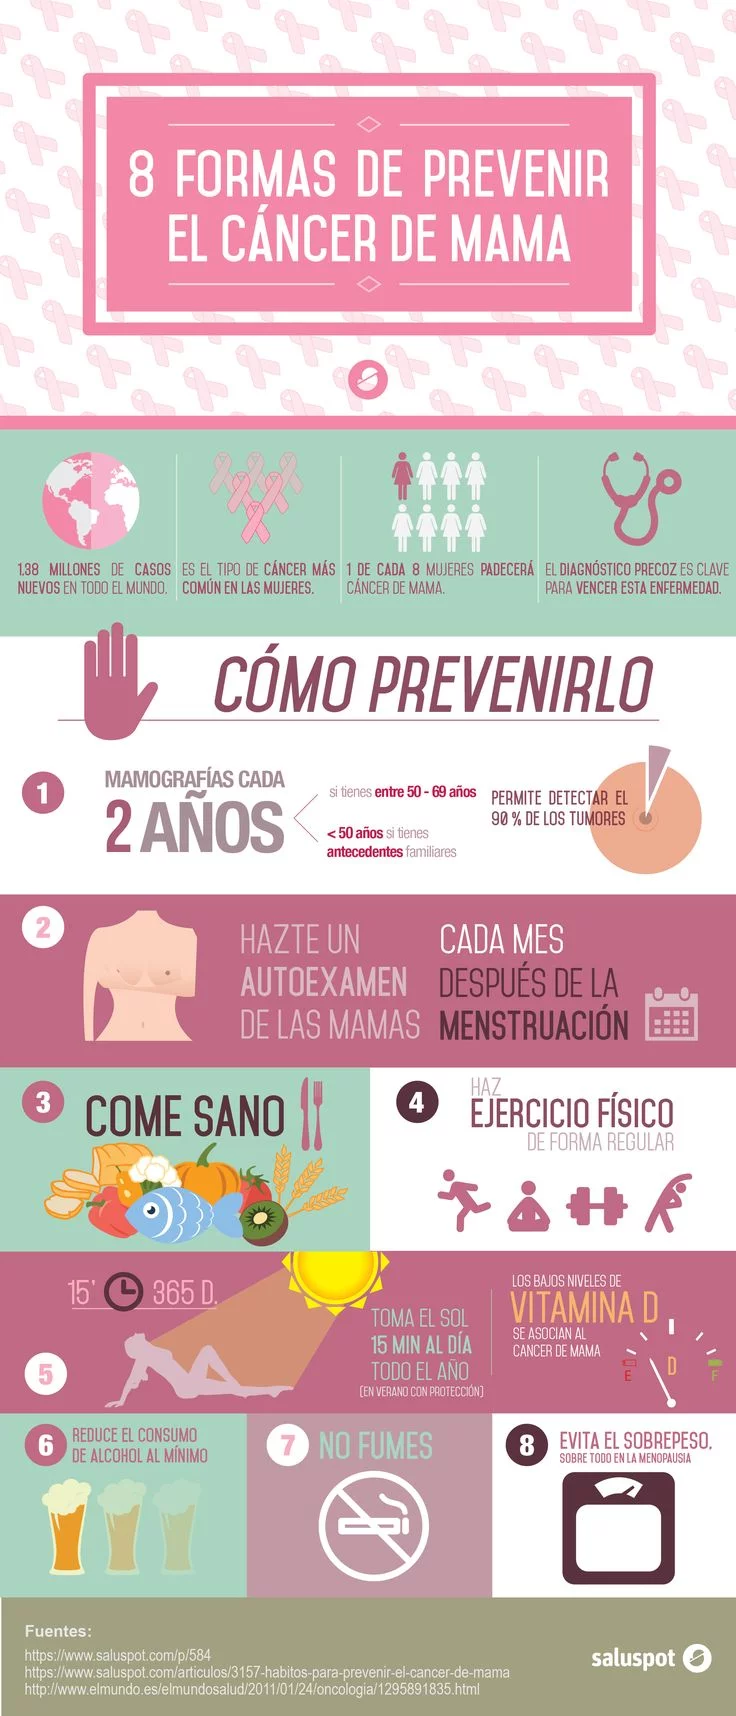 8 FORMAS DE PREVENIR
EL CÁNCER DE MAMA
1,38 MILLONES DE CASOS
NUEVOS EN TODO EL MUNDO.
ES EL TIPO DE CÁNCER MÁS
COMÚN EN LAS MUJERES.
1 DE CADA 8 MUJERES PADECERÁ
CÁNCER DE MAMA.
EL DIAGNÓSTICO PRECOZ ES CLAVE
PARA VENCER ESTA ENFERMEDAD.
CÓMO PREVENIRLO
1
MAMOGRAFÍAS CADA
2 AÑOS
si tienes entre 50 - 69 años
< 50 años si tienes
antecedentes familiares
PERMITE DETECTAR EL
90 % DE LOS TUMORES
2
HAZTE UN
AUTOEXAMEN
DE LAS MAMAS
CADA MES
DESPUÉS DE LA
MENSTRUACIÓN
3
COME SANO
4
HAZ
EJERCICIO FÍSICO
DE FORMA REGULAR
15' 365 D.
5
TOMA EL SOL
15 MIN AL DÍA
TODO EL AÑO
(EN VERANO CON PROTECCIÓN)
LOS BAJOS NIVELES DE
VITAMINA D
SE ASOCIAN AL
CANCER DE MAMA
E D F
6
REDUCE EL CONSUMO
DE ALCOHOL AL MÍNIMO
7
NO FUMES
8
EVITA EL SOBREPESO,
SOBRE TODO EN LA MENOPAUSIA
Fuentes:
https://www.saluspot.com/p/584
https://www.saluspot.com/articulos/3157-habitos-para-prevenir-el-cancer-de-mama
http://www.elmundo.es/elmundosalud/2011/01/24/oncologia/1295891835.html
saluspot